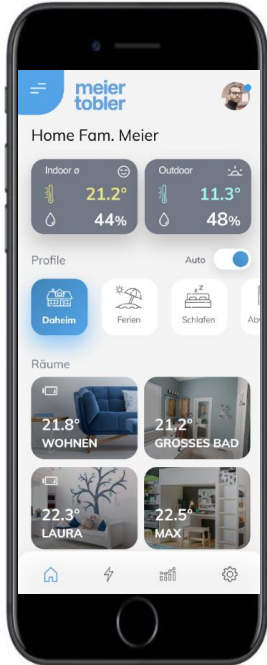 meier
tobler
Home Fam. Meier
Indoor ø
21.2°
44%
Outdoor
11.3°
48%
Profile
Auto
Daheim
Ferien
Schlafen
Räume
21.8°
WOHNEN
21.2°
GROSSES BAD
22.3°
LAURA
22.5°
MAX